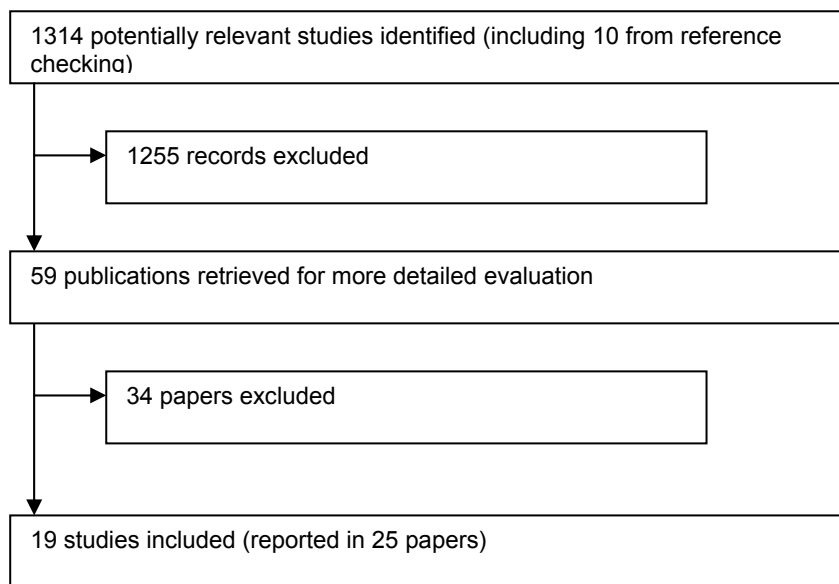 1314 potentially relevant studies identified (including 10 from reference
checking)
1255 records excluded
59 publications retrieved for more detailed evaluation
34 papers excluded
19 studies included (reported in 25 papers)